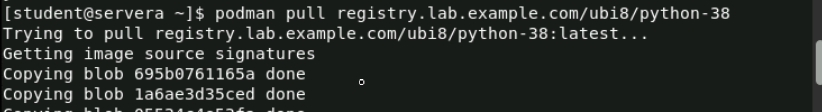 [student@servera ~]$ podman pull registry.lab.example.com/ubi8/python-38
Trying to pull registry.lab.example.com/ubi8/python-38:latest...
Getting image source signatures
Copying blob 695b0761165a done
Copying blob 1a6ae3d35ced done
Copying blob